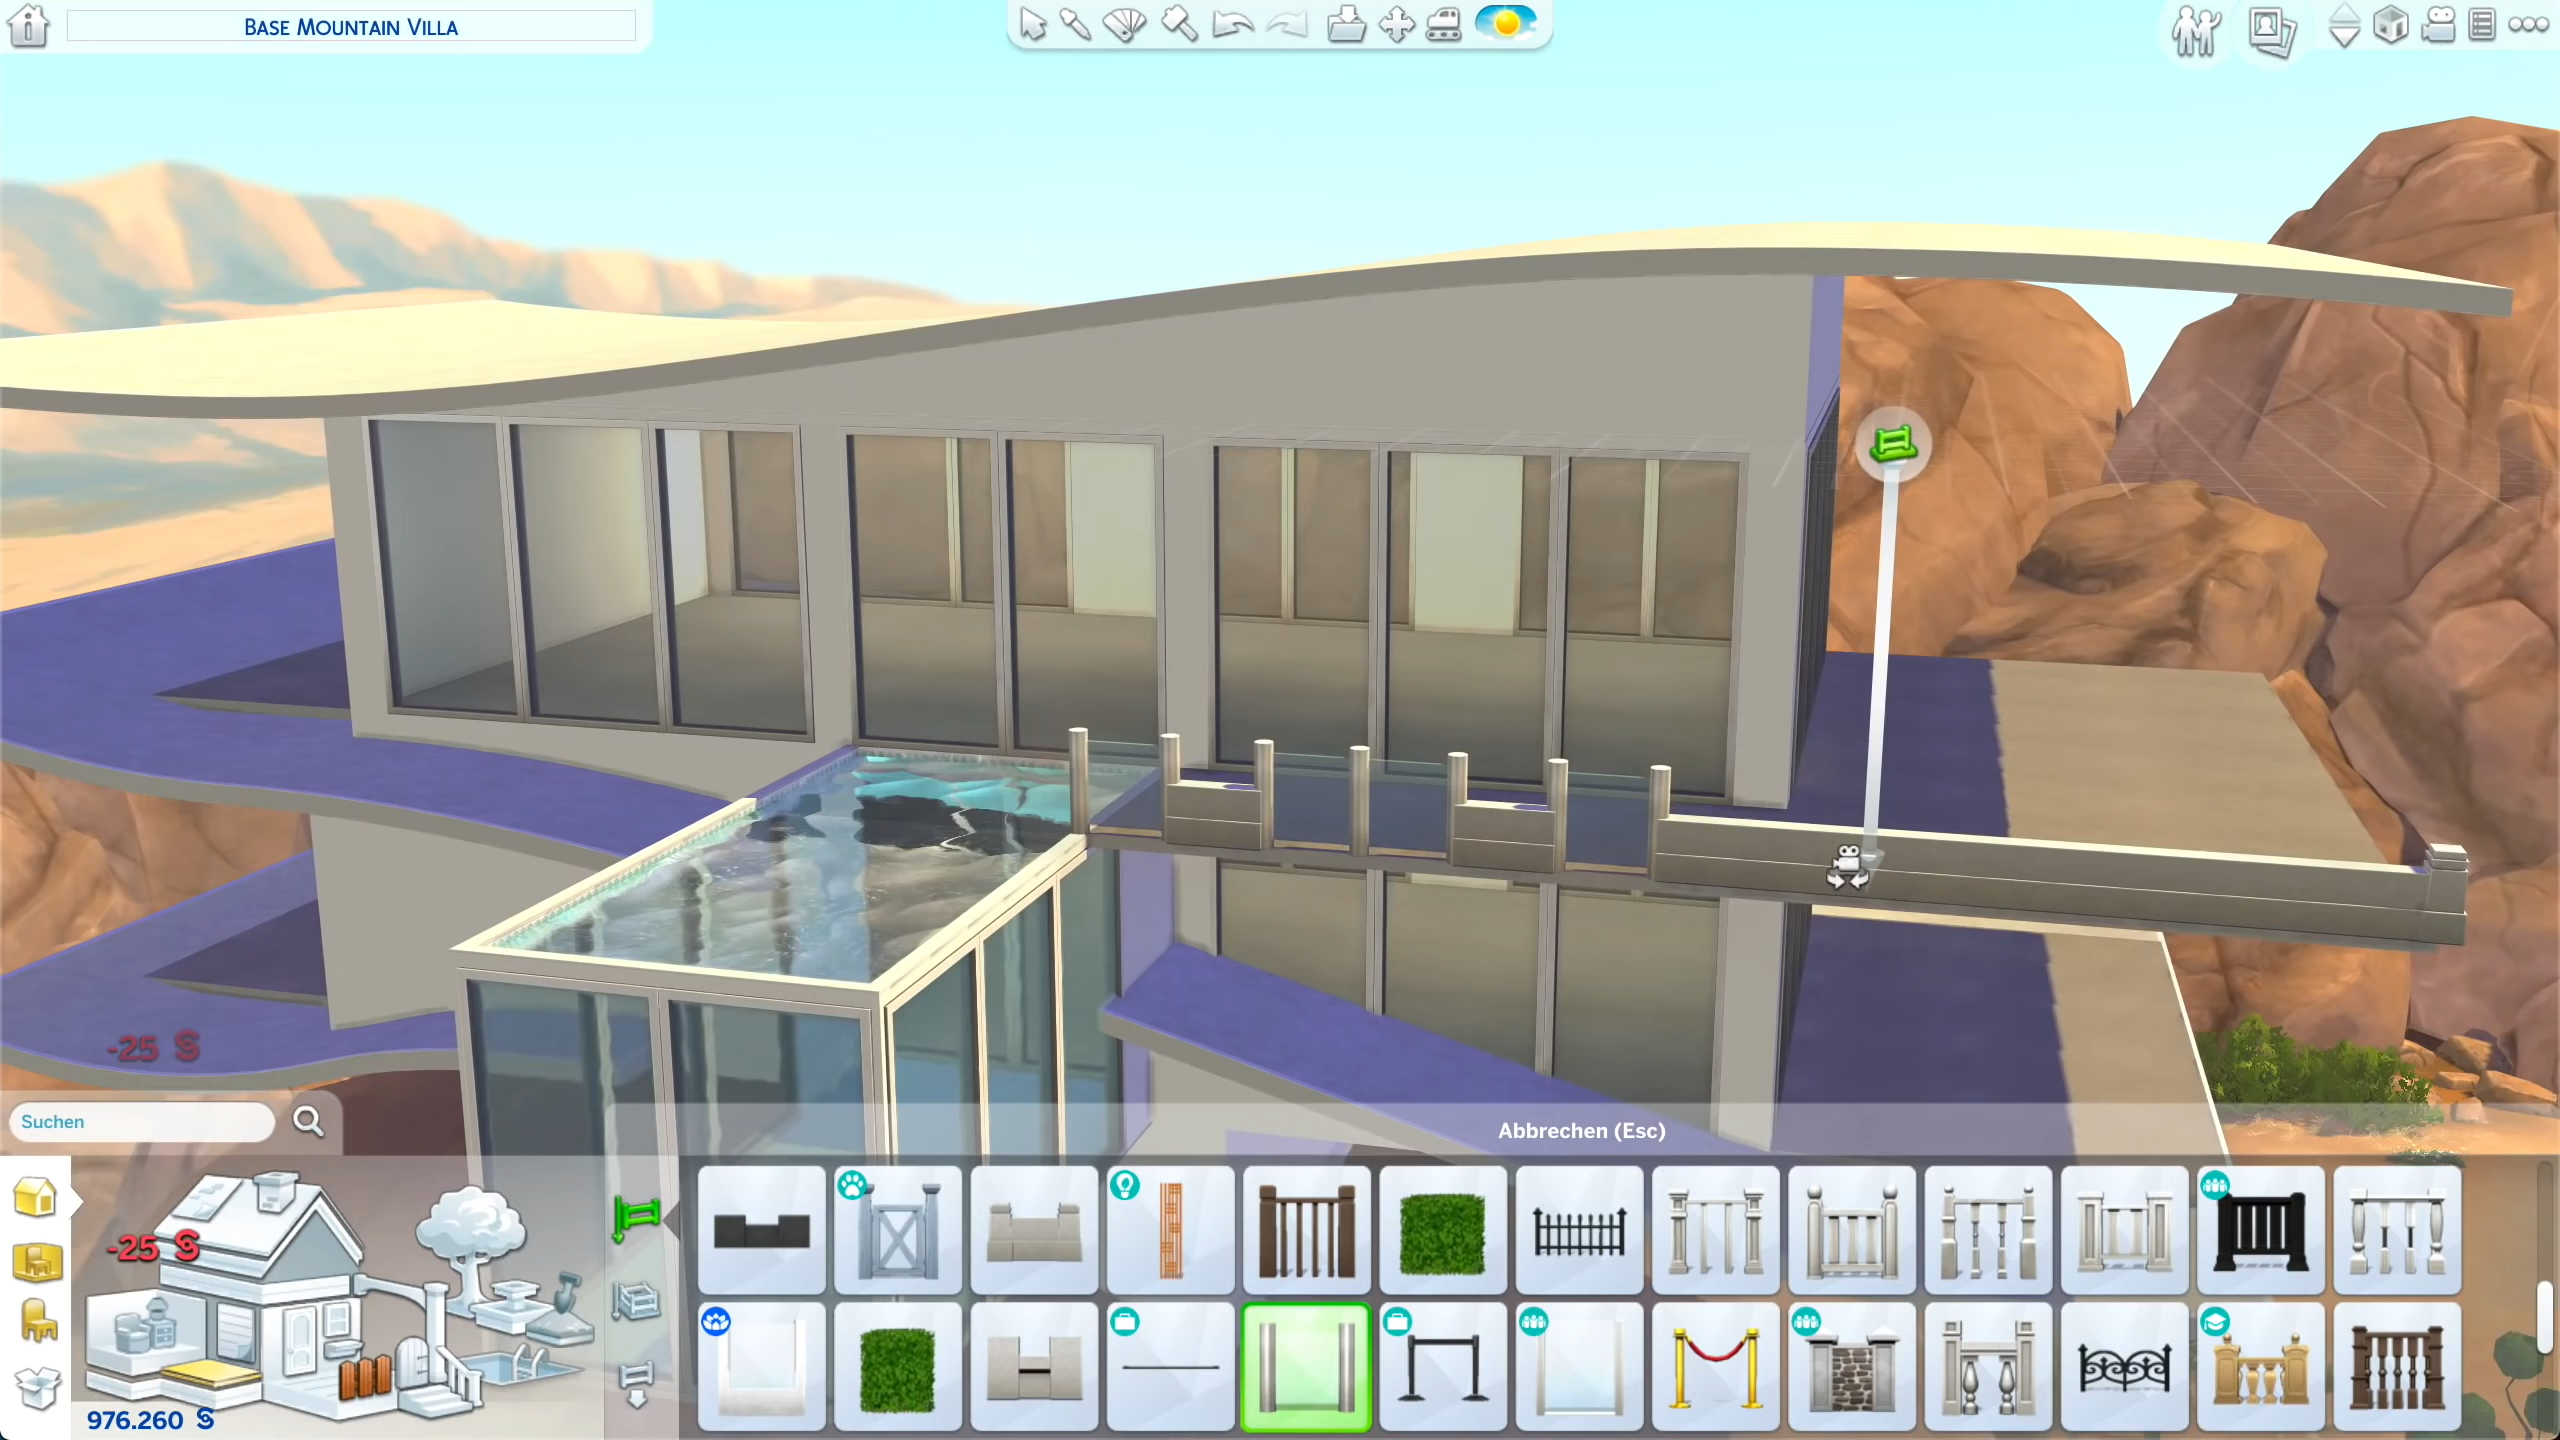 BASE MOUNTAIN VILLA
-25 §
Suchen
Abbrechen (Esc)
-25 §
976.260 §